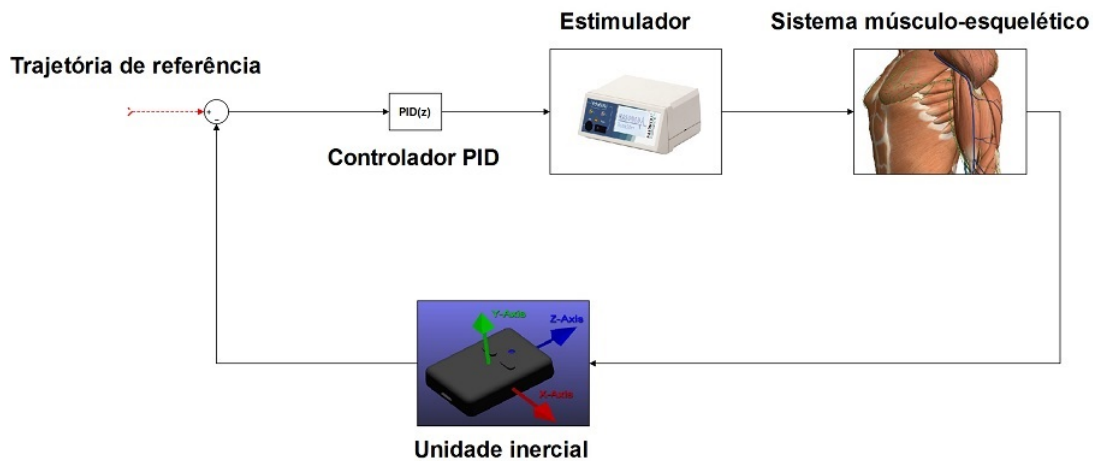 Estimulador
Sistema músculo-esquelético
Trajetória de referência
PID(z)
Controlador PID
Y-Axis
Z-Axis
X-Axis
Unidade inercial